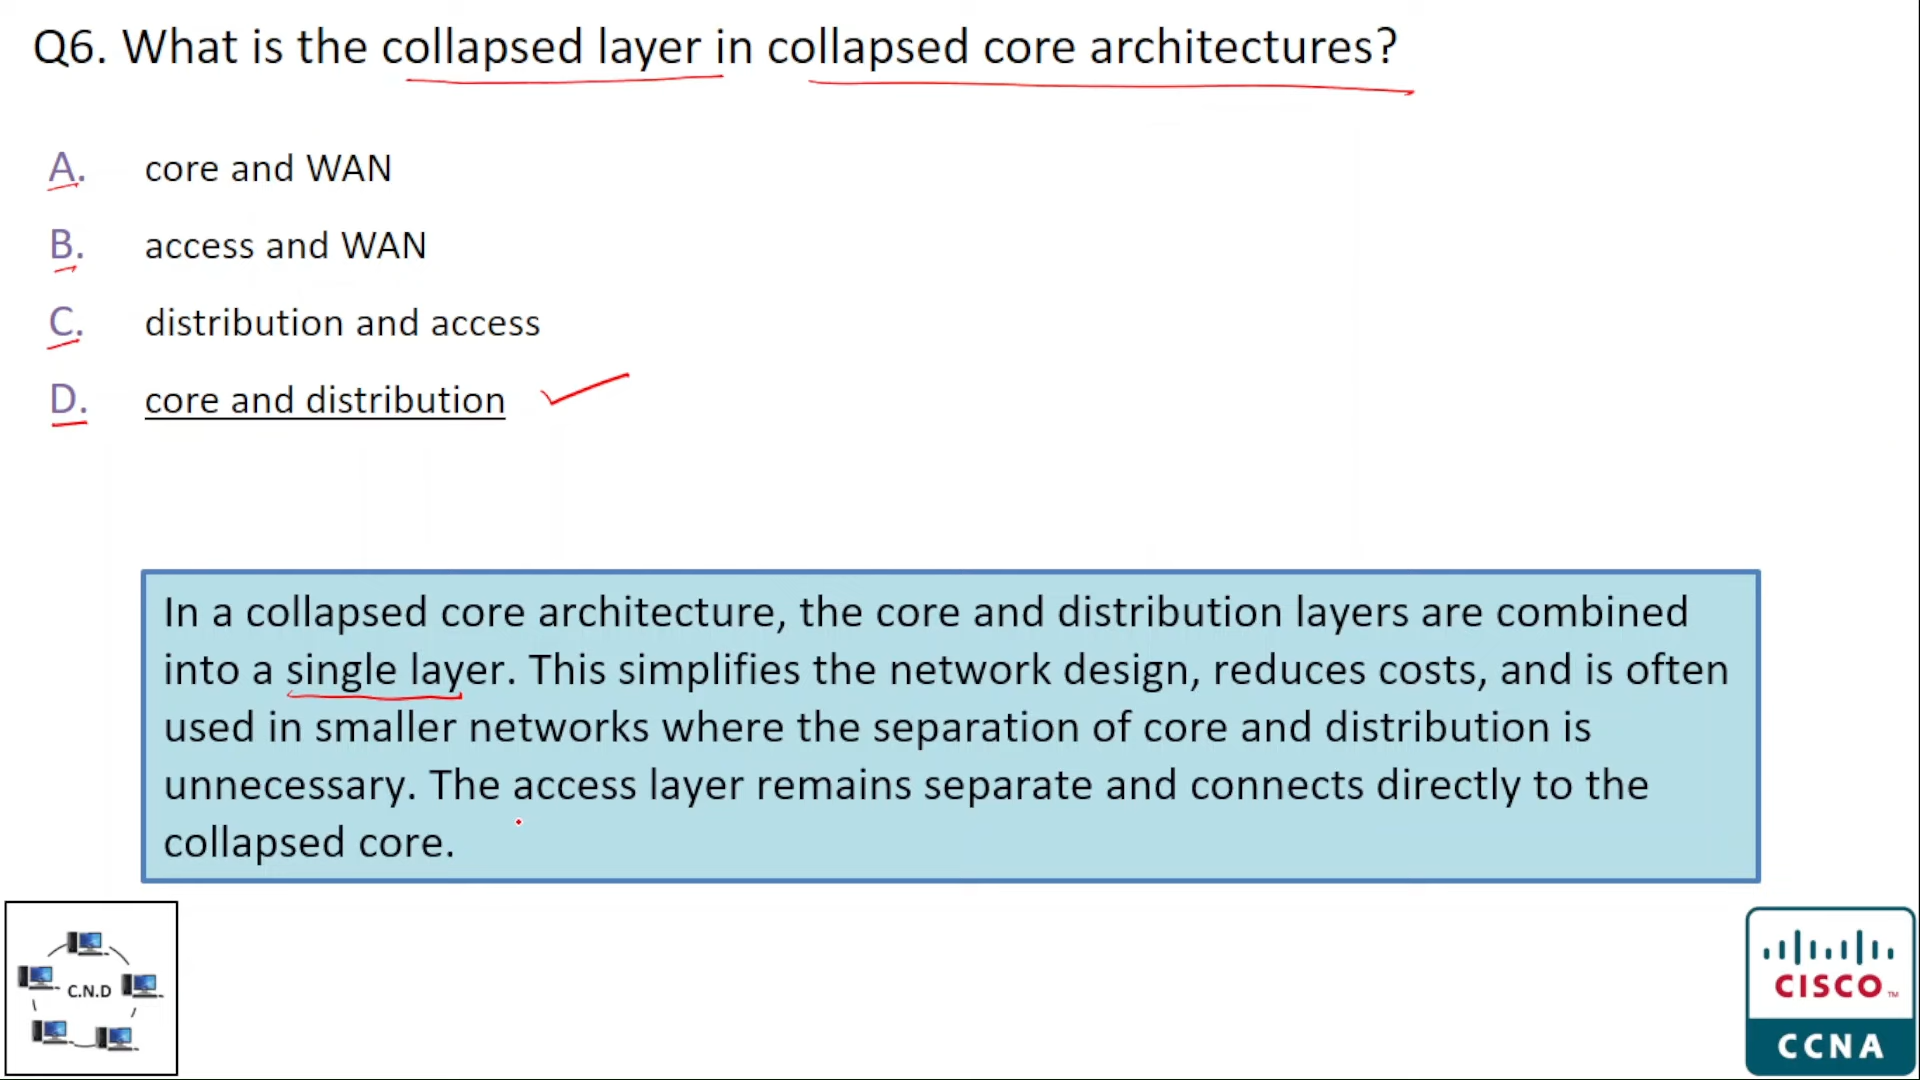 Q6. What is the collapsed layer in collapsed core architectures?
A. core and WAN
B. access and WAN
C. distribution and access
D. core and distribution
In a collapsed core architecture, the core and distribution layers are combined
into a single layer. This simplifies the network design, reduces costs, and is often
used in smaller networks where the separation of core and distribution is
unnecessary. The access layer remains separate and connects directly to the
collapsed core.
C.N.D
CISCO™
CCNA